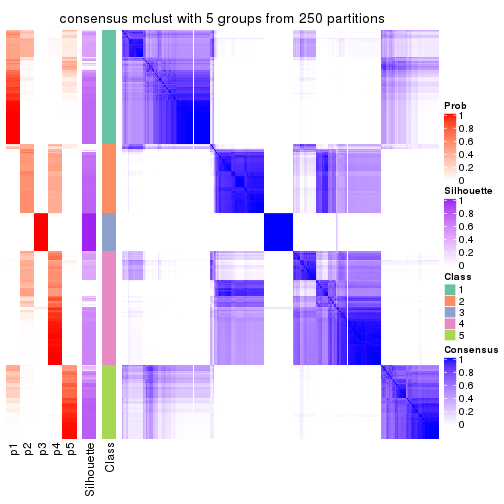 consensus mclust with 5 groups from 250 partitions
Prob
1
0.8
0.6
0.4
0.2
0
Silhouette
1
0.8
0.6
0.4
0.2
0
Class
1
2
3
4
5
Consensus
1
0.8
0.6
0.4
0.2
0
p1
p2
p3
p4
p5
Silhouette
Class